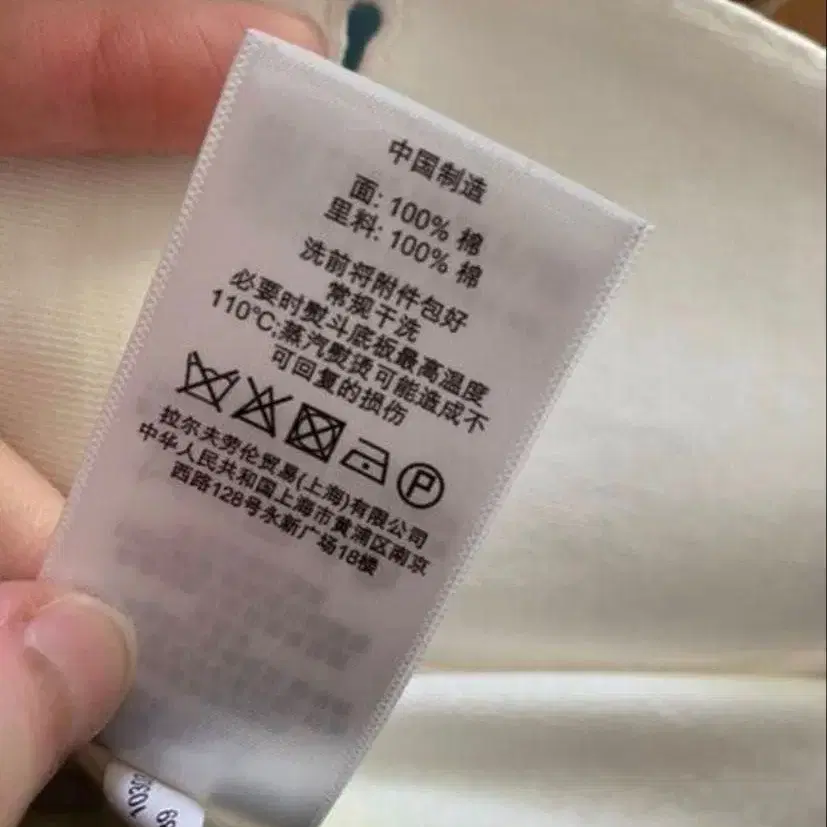 中国制造
面: 100% 棉
里料: 100% 棉
洗前将附件包好
常规干洗
必要时熨斗底板最高温度
110°C;蒸汽熨烫可能造成不
可回复的损伤
P
拉尔夫劳伦贸易(上海)有限公司
中华人民共和国上海市黄浦区南京
西路128号永新广场18楼